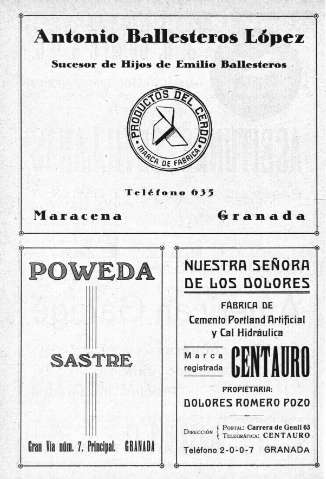 Antonio Ballesteros López
Sucesor de Hijos de Emilio Ballesteros
PRODUCTOS DEL CERDO
MARCA DE FABRICA
Teléfono 635
Maracena Granada
POWEDA
SASTRE
Gran Vía núm. 7. Principal. GRANADA
NUESTRA SEÑORA
DE LOS DOLORES
FÁBRICA DE
Cemento Portland Artificial
y Cal Hidráulica
Marca
registrada
CENTAURO
PROPIETARIA:
DOLORES ROMERO POZO
DIRECCIÓN
POSTAL: Carrera de Genil 63
TELEGRÁFICA: CENTAURO
Teléfono 2-0-0-7 GRANADA